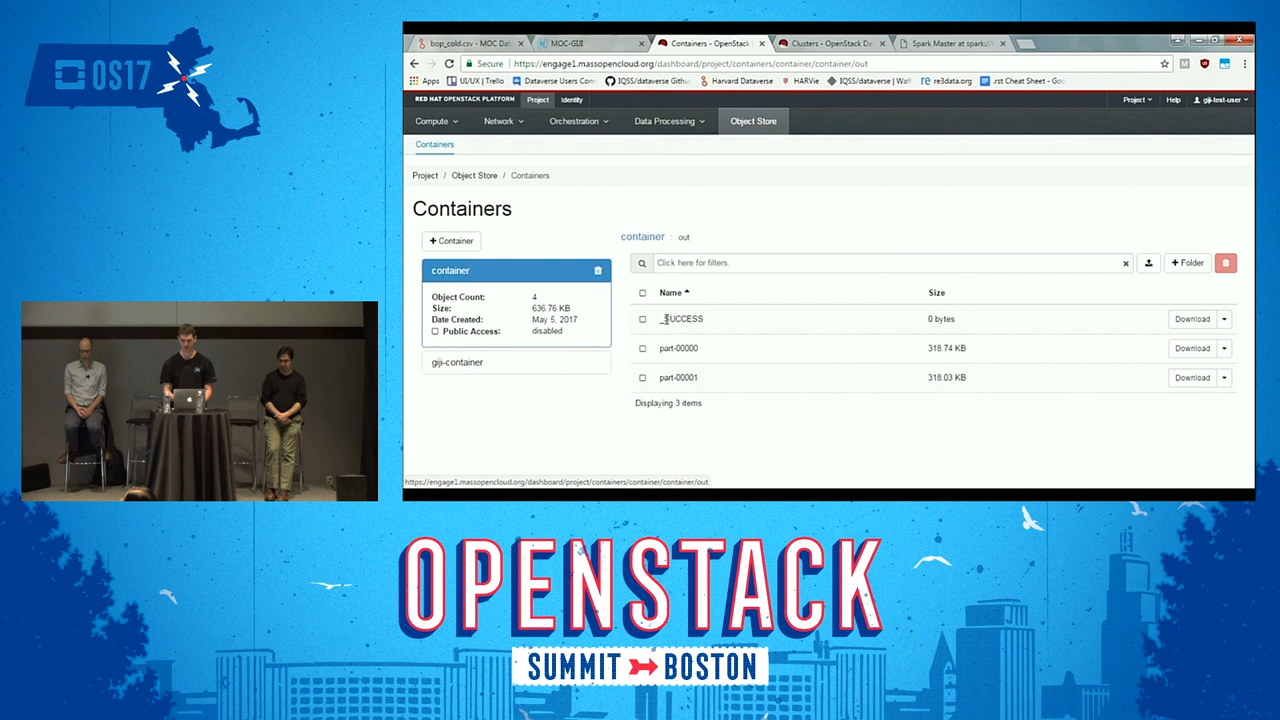 OS17
bop_cold.csv - MOC Dat
MOC-GIJI
Containers - OpenStack
Clusters - OpenStack Da
Spark Master at spark://
Secure
https://engage1.massopencloud.org/dashboard/project/containers/container/container/out
Apps
UI/UX | Trello
Dataverse Users Com
IQSS/dataverse Gith
Harvard Dataverse
HARVie
IQSS/dataverse | Waff
re3data.org
.rst Cheat Sheet - Goo
RED HAT OPENSTACK PLATFORM
Project
Identity
Project
Help
giji-test-user
Compute
Network
Orchestration
Data Processing
Object Store
Containers
Project / Object Store / Containers
Containers
+ Container
container : out
container
Click here for filters.
+ Folder
Object Count: 4
Size: 636.76 KB
Date Created: May 5, 2017
Public Access: disabled
giji-container
Name
Size
_SUCCESS
0 bytes
Download
part-00000
318.74 KB
Download
part-00001
318.03 KB
Download
Displaying 3 items
https://engage1.massopencloud.org/dashboard/project/containers/container/container/out
OPENSTACK
SUMMIT BOSTON